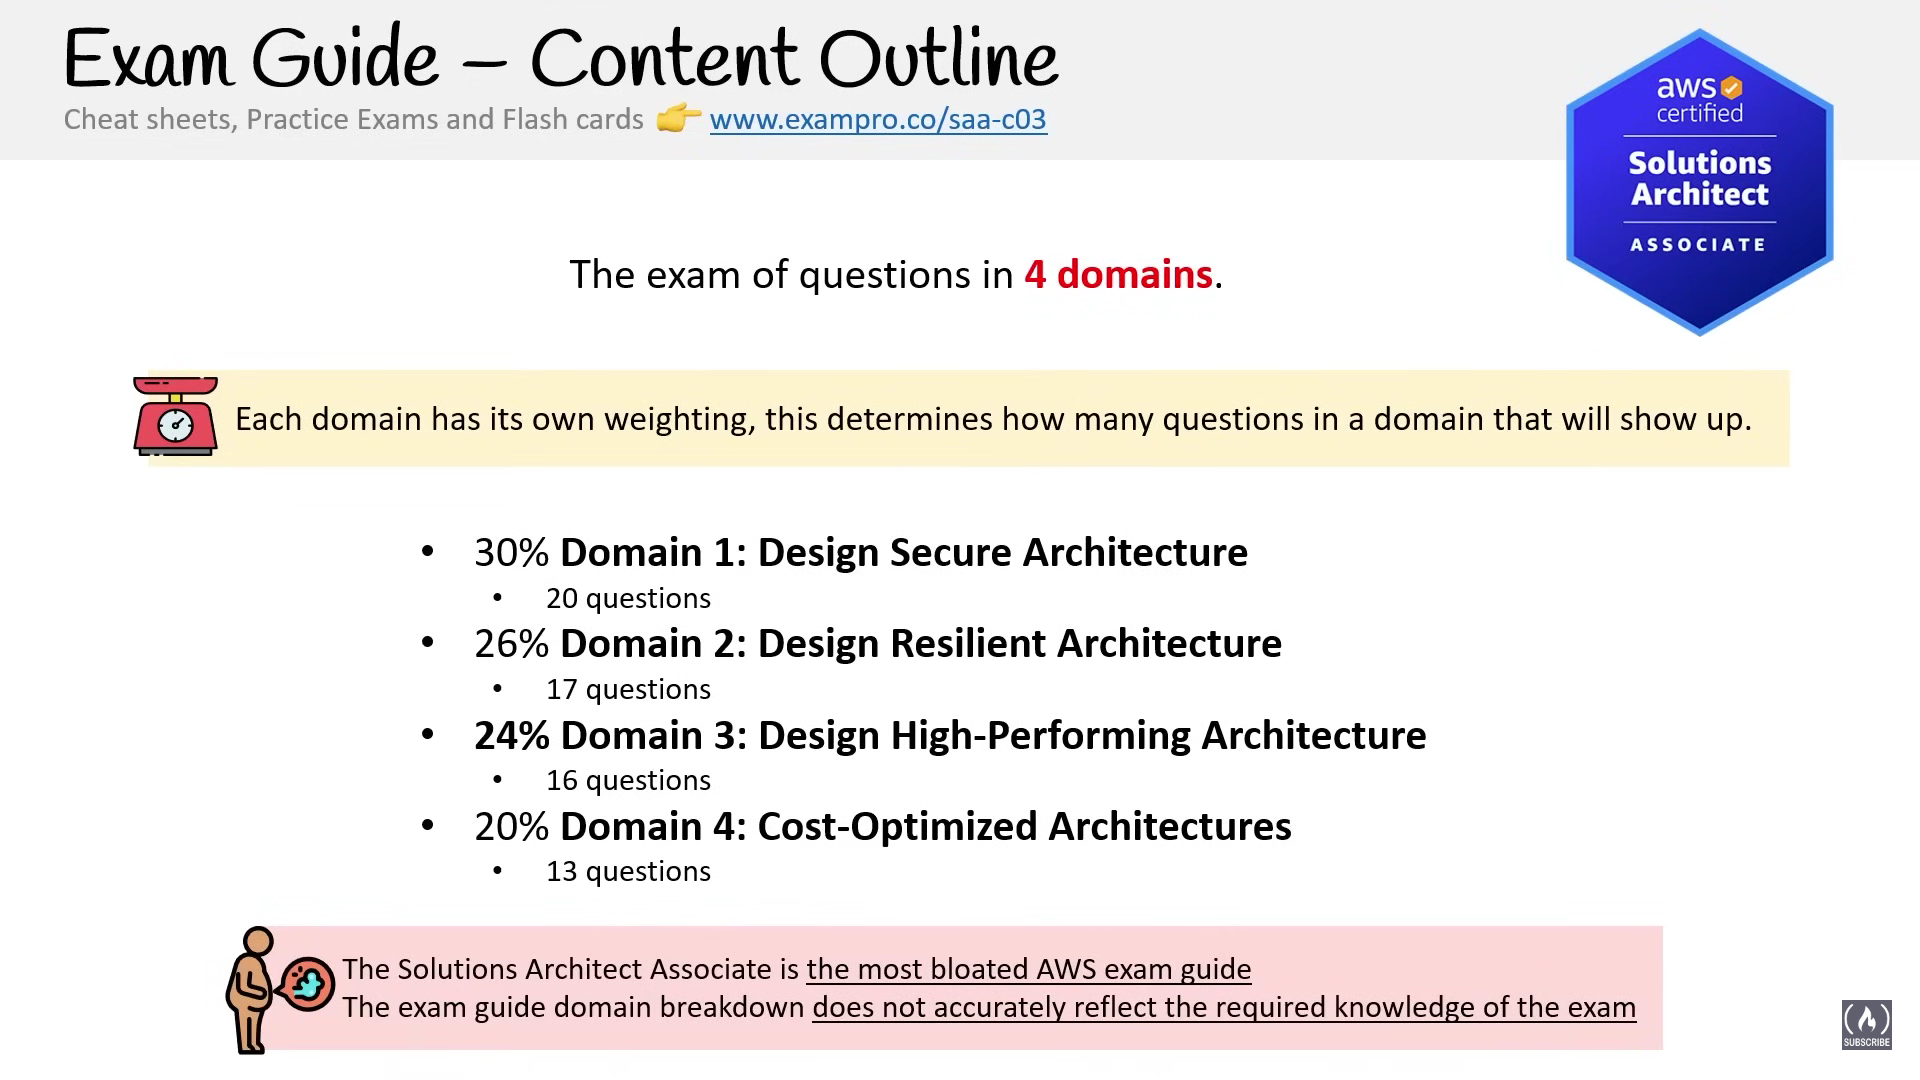 Exam Guide – Content Outline
Cheat sheets, Practice Exams and Flash cards 👉 www.exampro.co/saa-c03
aws
certified
Solutions
Architect
ASSOCIATE
The exam of questions in 4 domains.
Each domain has its own weighting, this determines how many questions in a domain that will show up.
• 30% Domain 1: Design Secure Architecture
• 20 questions
• 26% Domain 2: Design Resilient Architecture
• 17 questions
• 24% Domain 3: Design High-Performing Architecture
• 16 questions
• 20% Domain 4: Cost-Optimized Architectures
• 13 questions
The Solutions Architect Associate is the most bloated AWS exam guide
The exam guide domain breakdown does not accurately reflect the required knowledge of the exam
SUBSCRIBE